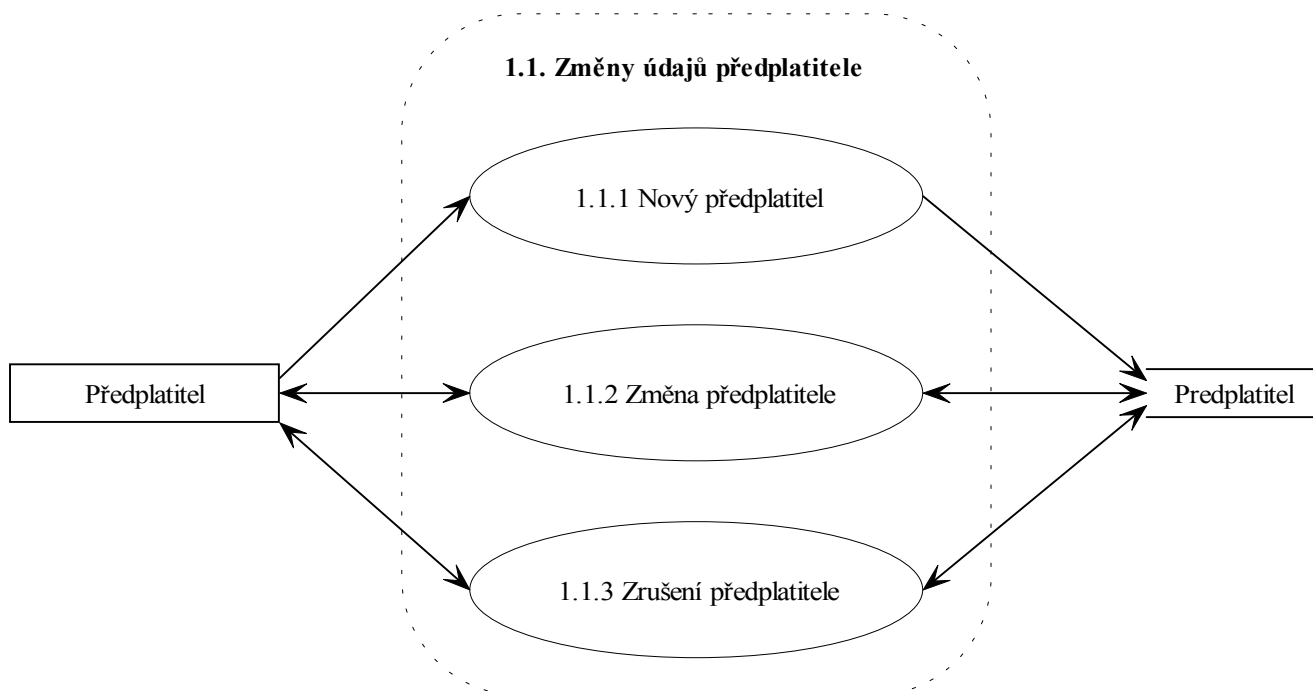 1.1. Změny údajů předplatitele
1.1.1 Nový předplatitel
Předplatitel
1.1.2 Změna předplatitele
Predplatitel
1.1.3 Zrušení předplatitele